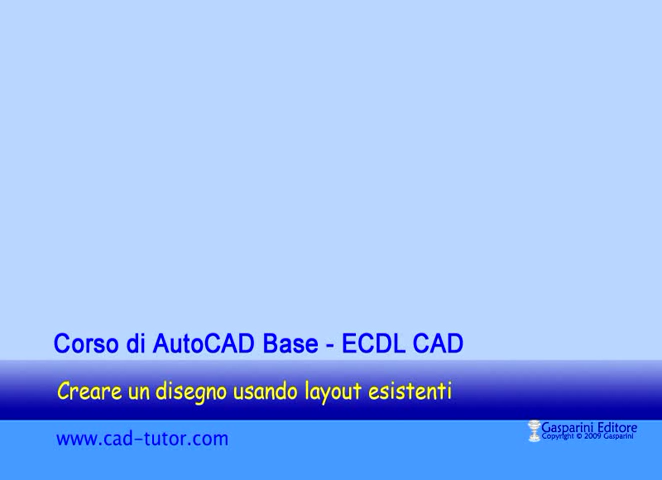 Corso di AutoCAD Base - ECDL CAD
Creare un disegno usando layout esistenti
www.cad-tutor.com
Gasparini Editore
Copyright © 2009 Gasparini